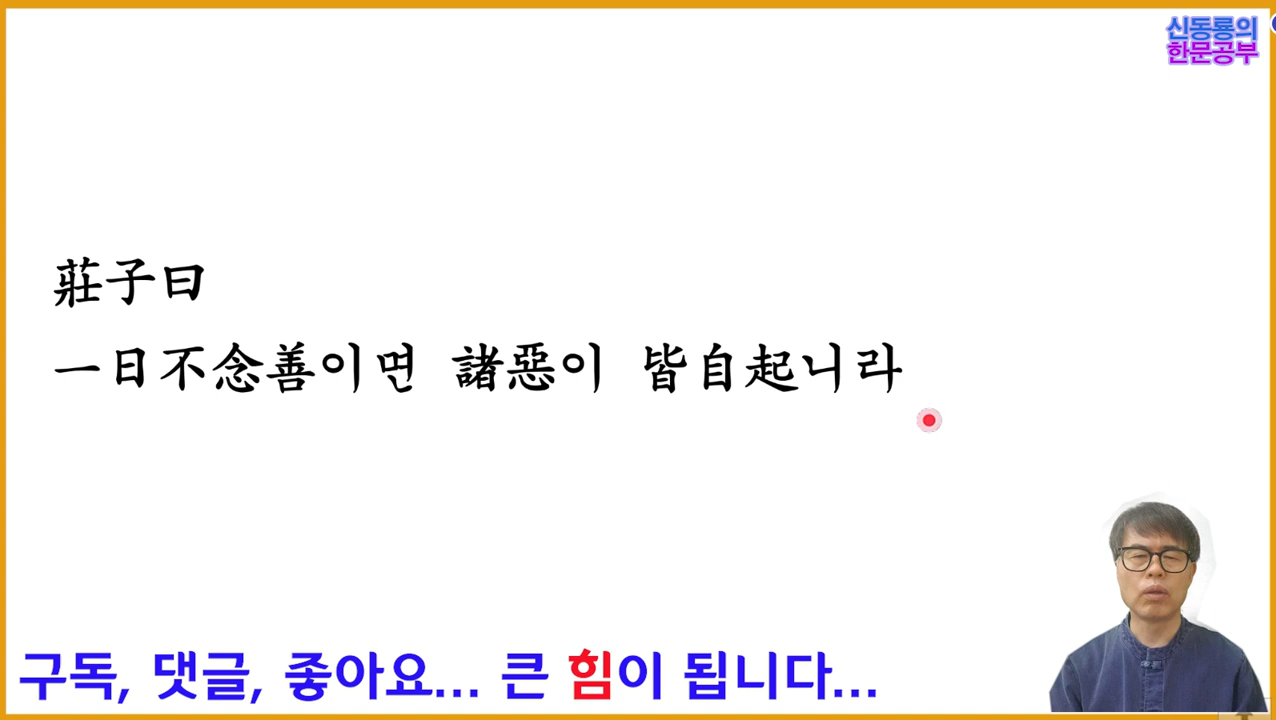 신동룡의
한문공부
莊子曰
一日不念善이면 諸惡이 皆自起니라
구독, 댓글, 좋아요... 큰 힘이 됩니다...